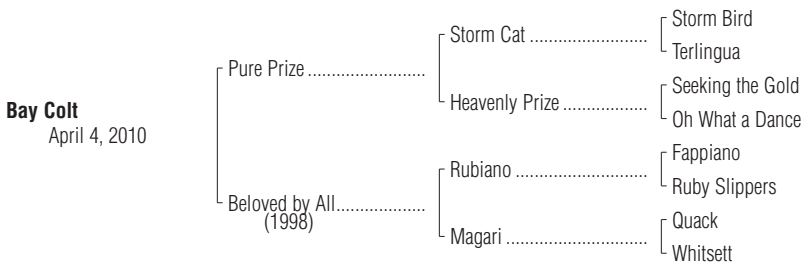 Storm Bird
Storm Cat ..........................
Terlingua
Pure Prize ..........................
Seeking the Gold
Heavenly Prize ...................
Oh What a Dance
Bay Colt
April 4, 2010
Fappiano
Rubiano .............................
Ruby Slippers
Beloved by All....................
(1998)
Quack
Magari ...............................
Whitsett